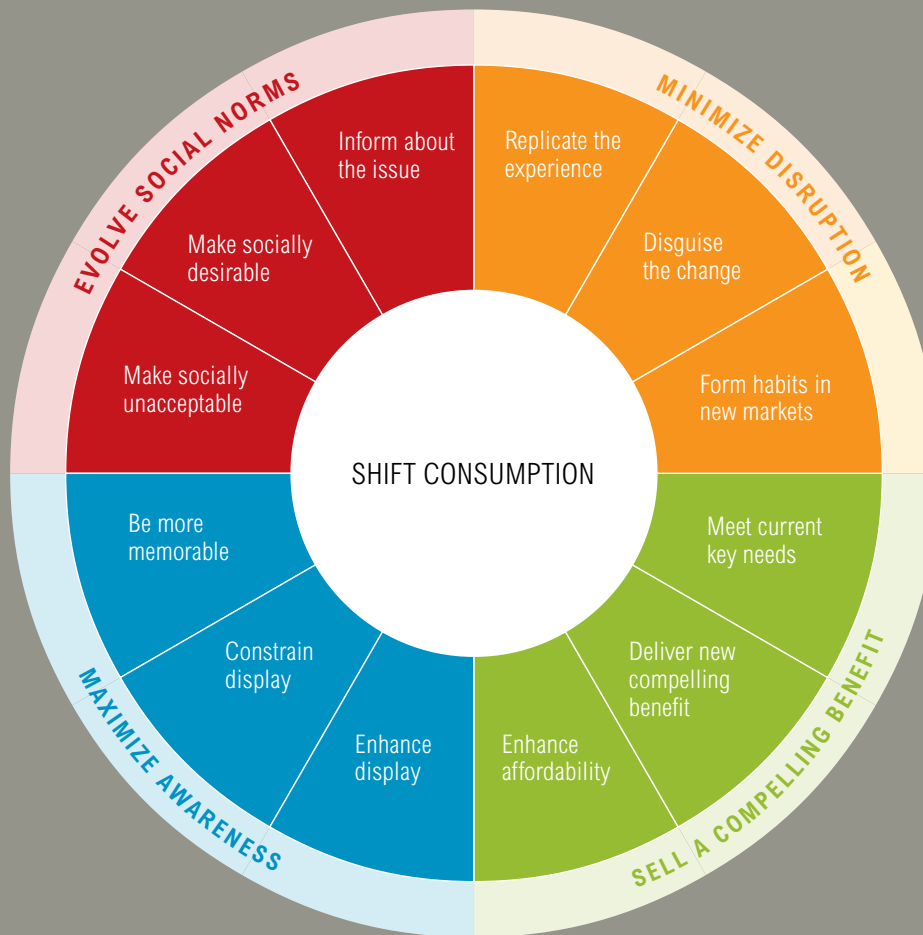 EVOLVE SOCIAL NORMS
Inform about
the issue
Make socially
desirable
Make socially
unacceptable
MINIMIZE DISRUPTION
Replicate the
experience
Disguise
the change
Form habits in
new markets
SHIFT CONSUMPTION
MAXIMIZE AWARENESS
Be more
memorable
Constrain
display
Enhance
display
SELL A COMPELLING BENEFIT
Meet current
key needs
Deliver new
compelling
benefit
Enhance
affordability